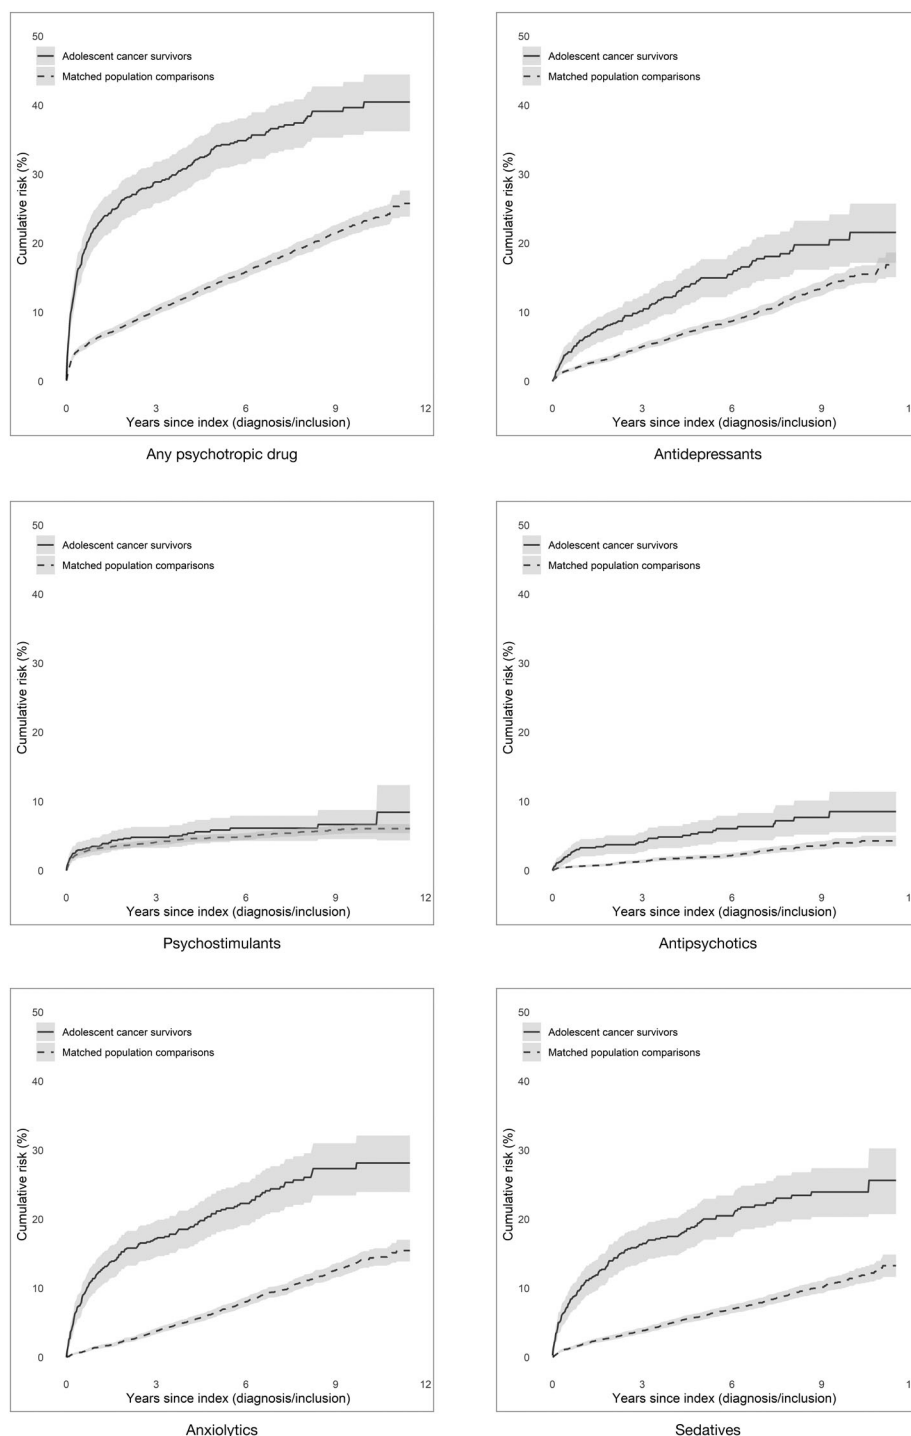 50
Adolescent cancer survivors
Matched population comparisons
40
30
20
10
0
Cumulative risk (%)
0 3 6 9 12
Years since index (diagnosis/inclusion)
Any psychotropic drug
50
Adolescent cancer survivors
Matched population comparisons
40
30
20
10
0
Cumulative risk (%)
0 3 6 9
Years since index (diagnosis/inclusion)
Antidepressants
50
Adolescent cancer survivors
Matched population comparisons
40
30
20
10
0
Cumulative risk (%)
0 3 6 9 12
Years since index (diagnosis/inclusion)
Psychostimulants
50
Adolescent cancer survivors
Matched population comparisons
40
30
20
10
0
Cumulative risk (%)
0 3 6 9
Years since index (diagnosis/inclusion)
Antipsychotics
50
Adolescent cancer survivors
Matched population comparisons
40
30
20
10
0
Cumulative risk (%)
0 3 6 9 12
Years since index (diagnosis/inclusion)
Anxiolytics
50
Adolescent cancer survivors
Matched population comparisons
40
30
20
10
0
Cumulative risk (%)
0 3 6 9
Years since index (diagnosis/inclusion)
Sedatives